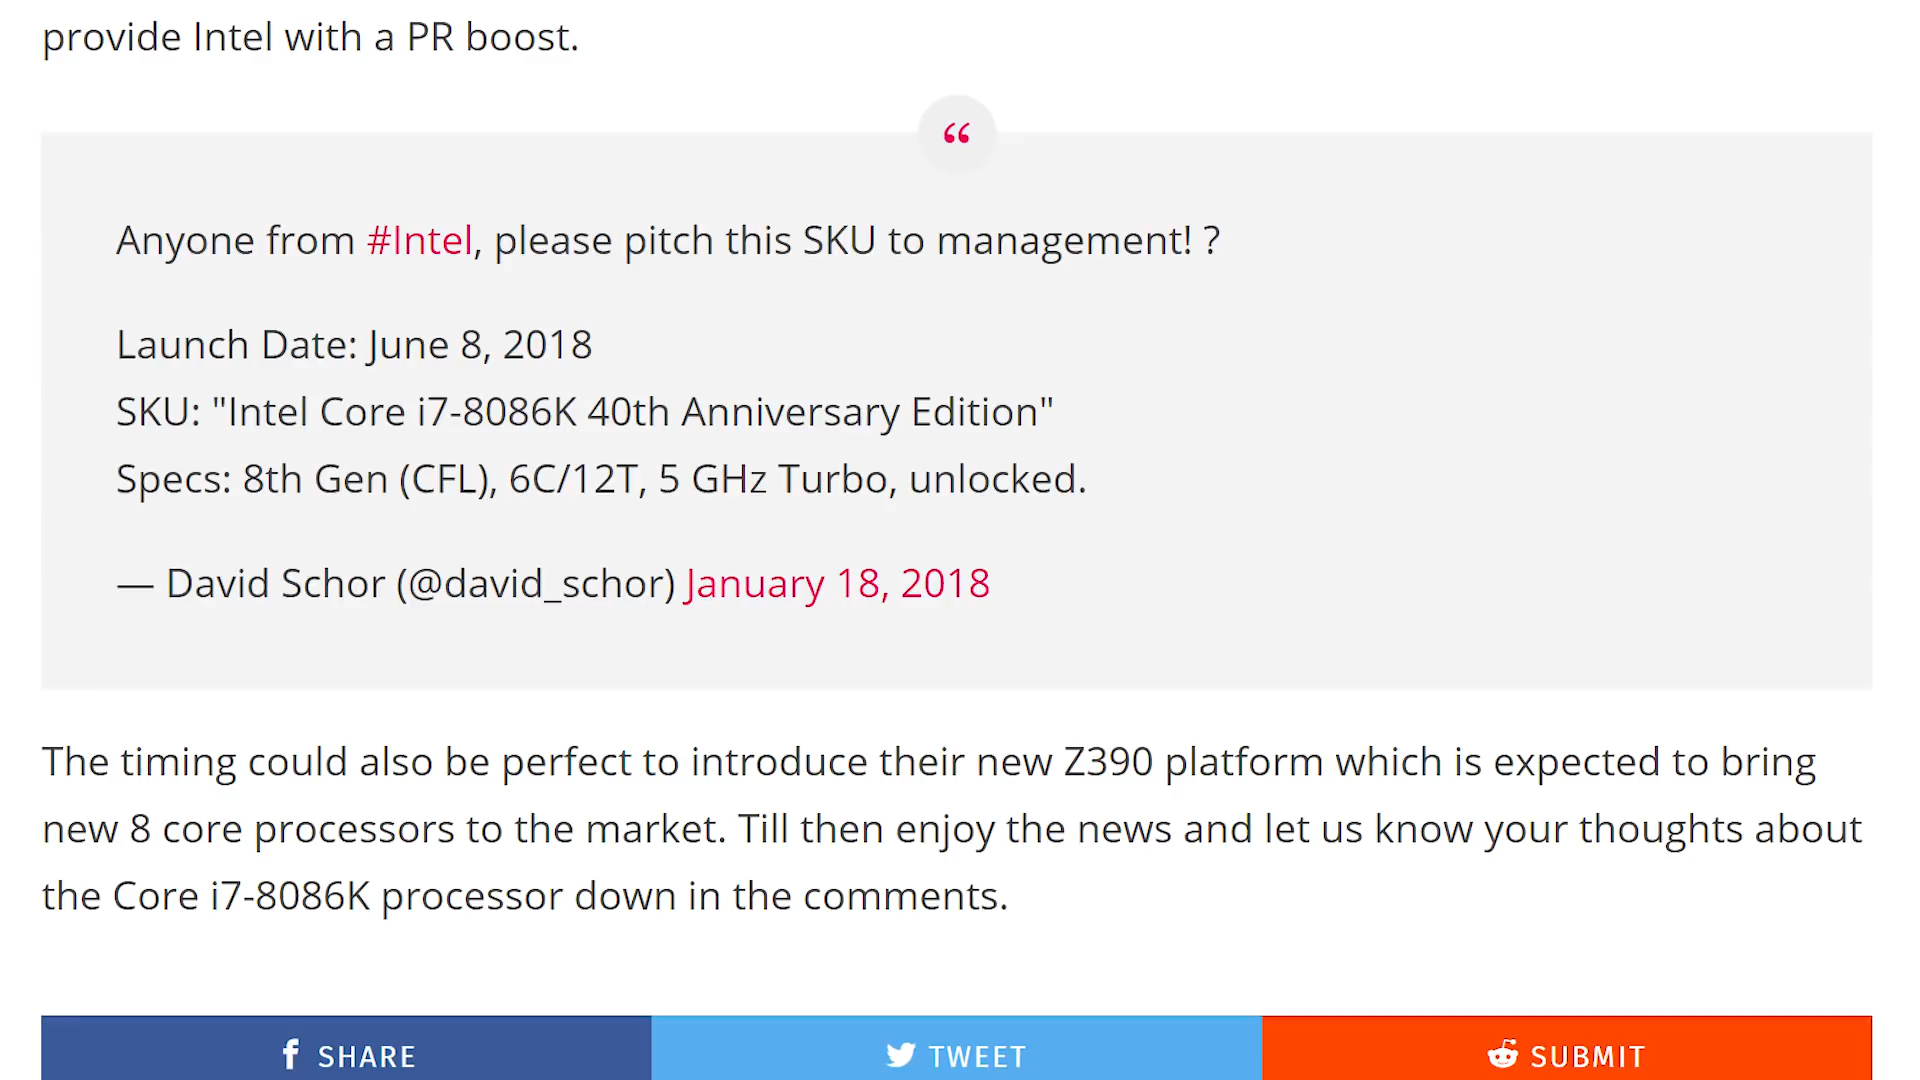 provide Intel with a PR boost.
“
Anyone from #Intel, please pitch this SKU to management! ?
Launch Date: June 8, 2018
SKU: "Intel Core i7-8086K 40th Anniversary Edition"
Specs: 8th Gen (CFL), 6C/12T, 5 GHz Turbo, unlocked.
— David Schor (@david_schor) January 18, 2018
The timing could also be perfect to introduce their new Z390 platform which is expected to bring
new 8 core processors to the market. Till then enjoy the news and let us know your thoughts about
the Core i7-8086K processor down in the comments.
f SHARE TWEET SUBMIT